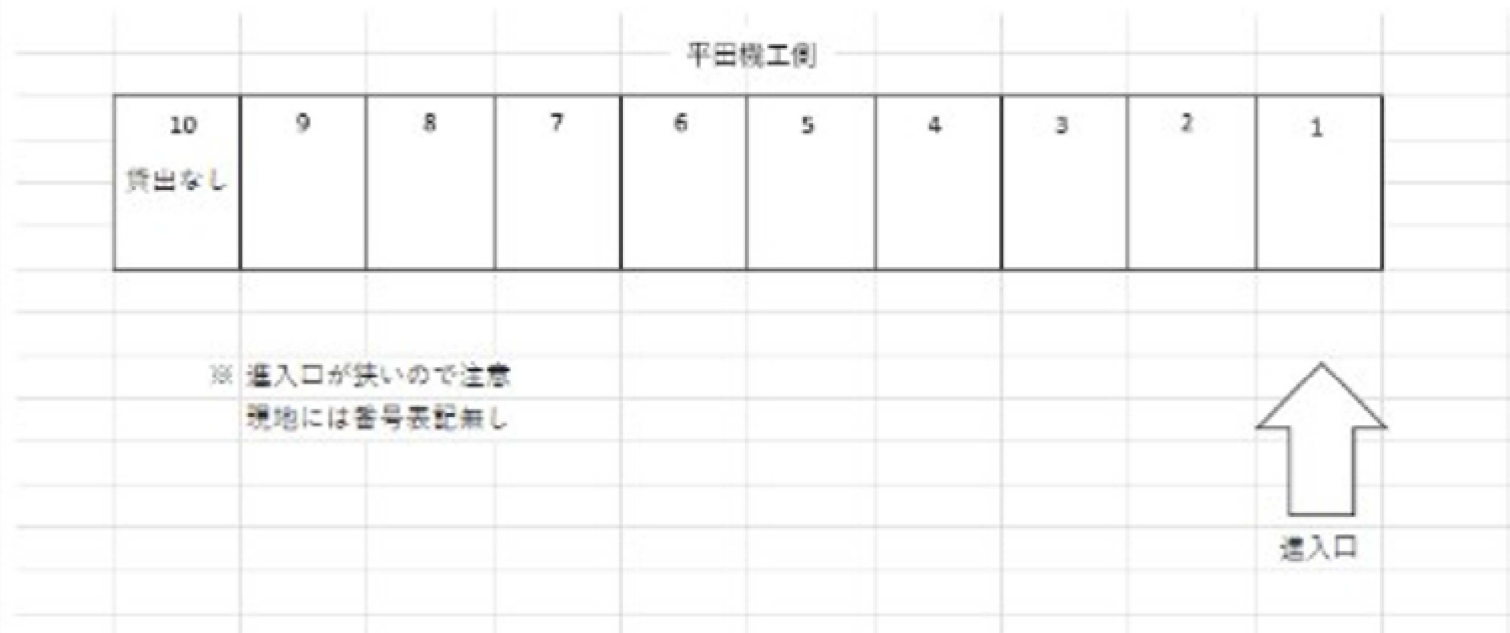 平田機工側
10 9 8 7 6 5 4 3 2 1
貸出なし
※ 進入口が狭いので注意
現地には番号表記無し
進入口